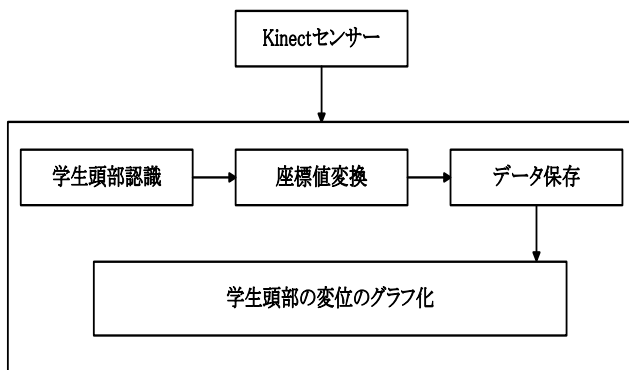 Kinectセンサー
学生頭部認識
座標値変換
データ保存
学生頭部の変位のグラフ化